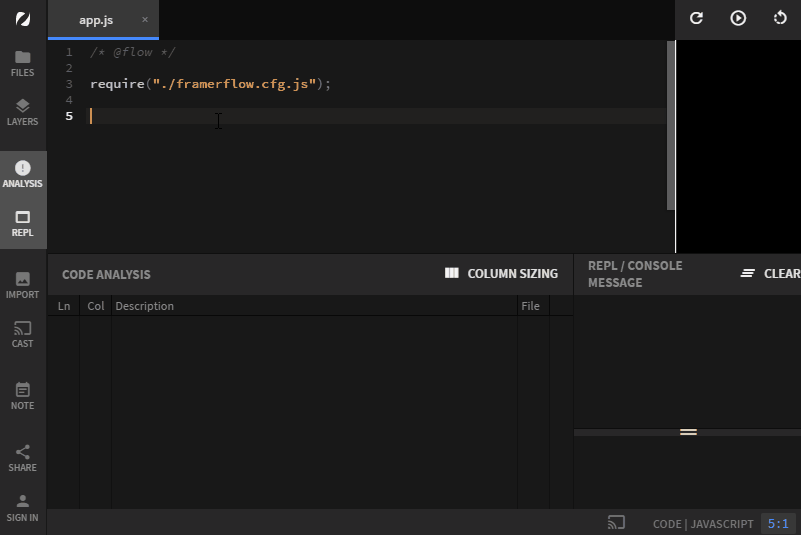 app.js ×
FILES
LAYERS
ANALYSIS
REPL
IMPORT
CAST
NOTE
SHARE
SIGN IN
1 /* @flow */
2
3 require("./framerflow.cfg.js");
4
5
CODE ANALYSIS
COLUMN SIZING
Ln Col Description File
REPL / CONSOLE
MESSAGE
CLEAR
CODE | JAVASCRIPT 5:1